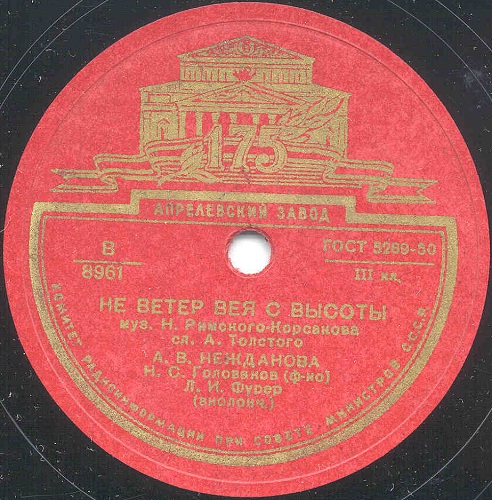 175
АПРЕЛЕВСКИЙ ЗАВОД
В
8961
ГОСТ 5289-50
III кл.
НЕ ВЕТЕР ВЕЯ С ВЫСОТЫ
муз. Н. Римского-Корсакова
сл. А. Толстого
А. В. НЕЖДАНОВА
Н. С. Голованов (ф-но)
Л. И. Фурер
(виолонч.)
КОМИТЕТ РАДИОИНФОРМАЦИИ ПРИ СОВЕТЕ МИНИСТРОВ С.С.С.Р.